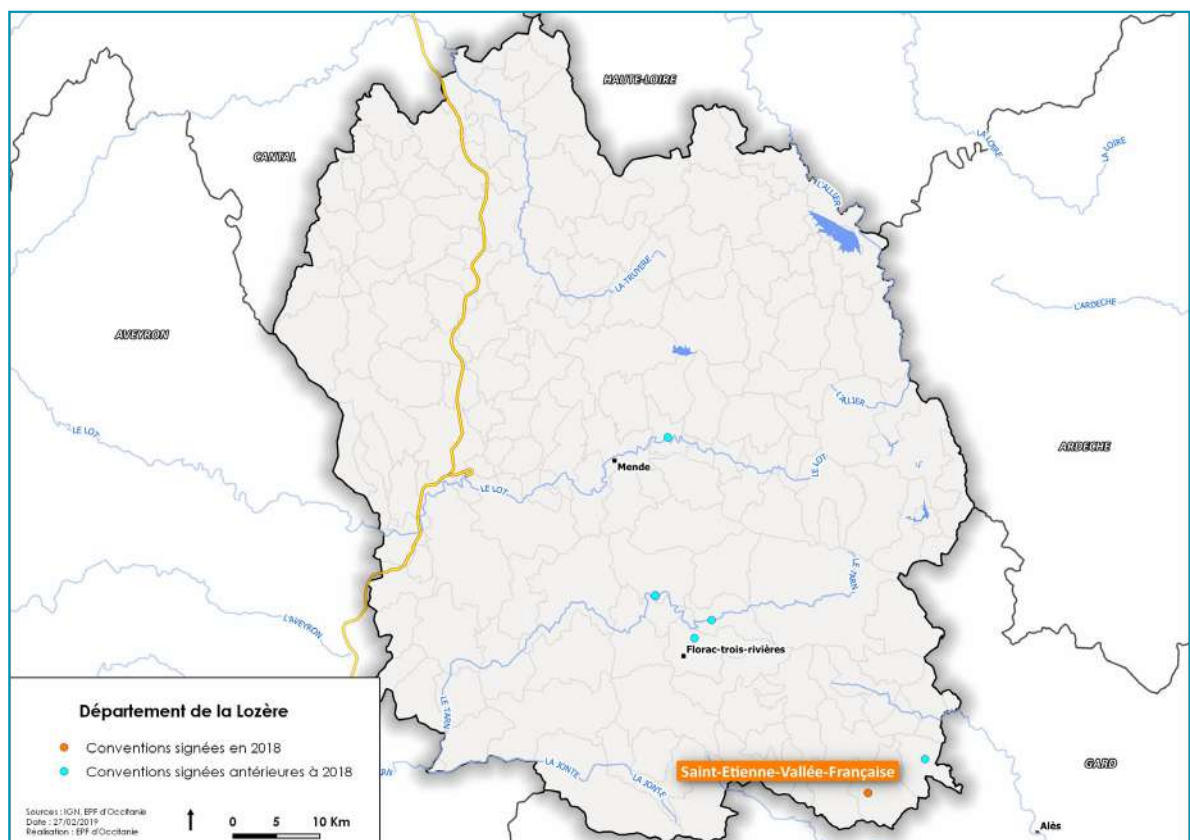 HAUTE-LOIRE
CANTAL
LA LOIRE
LA LOIRE
L'ALLIER
LA TRUYERE
L'ARDECHE
AVEYRON
L'ALLIER
LE LOT
ARDECHE
Mende
LE LOT
LE LOT
LE TARN
L'AVEYRON
Florac-trois-rivières
LE TARN
Département de la Lozère
Conventions signées en 2018
Conventions signées antérieures à 2018
Sources : IGN, EPF d'Occitanie
Date : 27/02/2019
Réalisation : EPF d'Occitanie
0 5 10 Km
LA JONTE
LA JONTE
Saint-Etienne-Vallée-Française
GARD
Alès